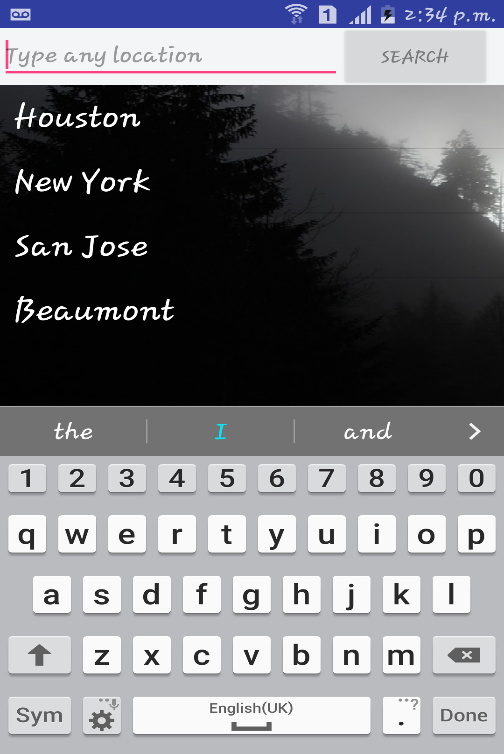 1 2:34 p.m.
Type any location SEARCH
Houston
New York
San Jose
Beaumont
the I and >
1 2 3 4 5 6 7 8 9 0
q w e r t y u i o p
a s d f g h j k l
z x c v b n m
Sym English(UK) . ...? Done